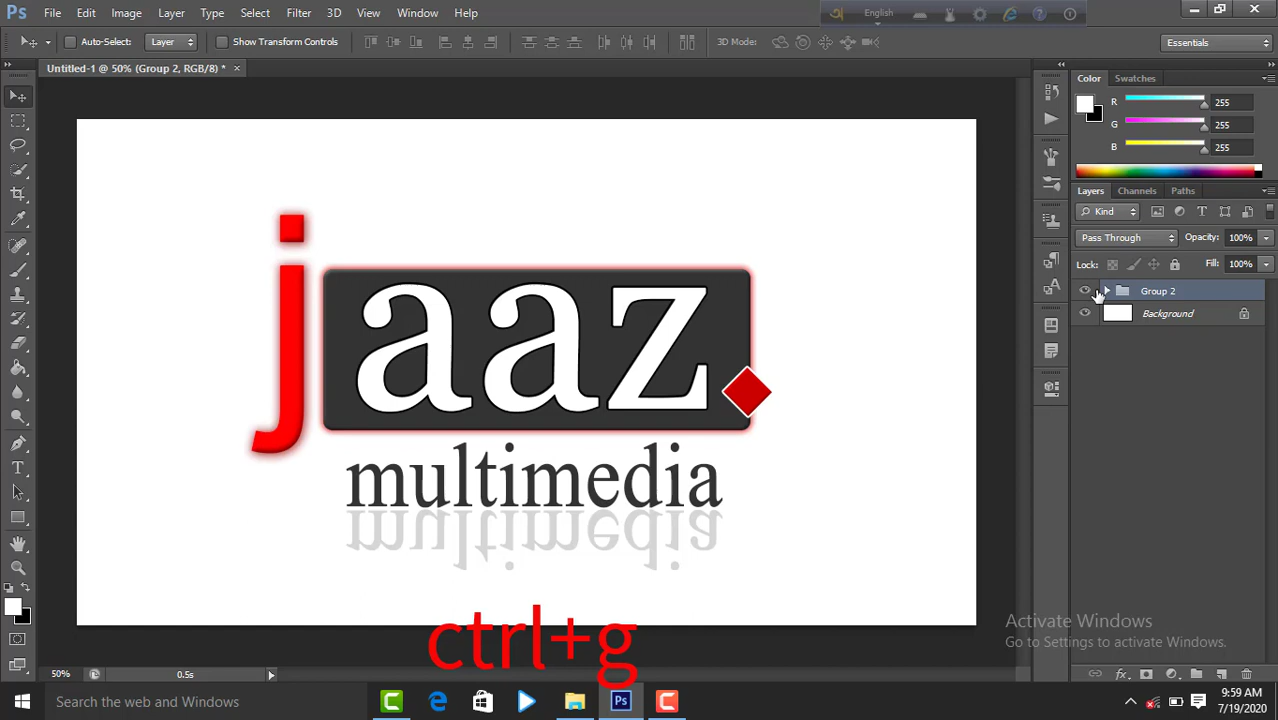 Ps File Edit Image Layer Type Select Filter 3D View Window Help
English
Auto-Select: Layer Show Transform Controls 3D Mode: Essentials
Untitled-1 @ 50% (Group 2, RGB/8) * ×
Color Swatches
R 255
G 255
B 255
Layers Channels Paths
Kind
Pass Through Opacity: 100%
Lock: Fill: 100%
Group 2
Background
jaaz
multimedia
multimedia
ctrl+g
Activate Windows
Go to Settings to activate Windows.
50% 0.5s
Search the web and Windows
Ps
9:59 AM
7/19/2020